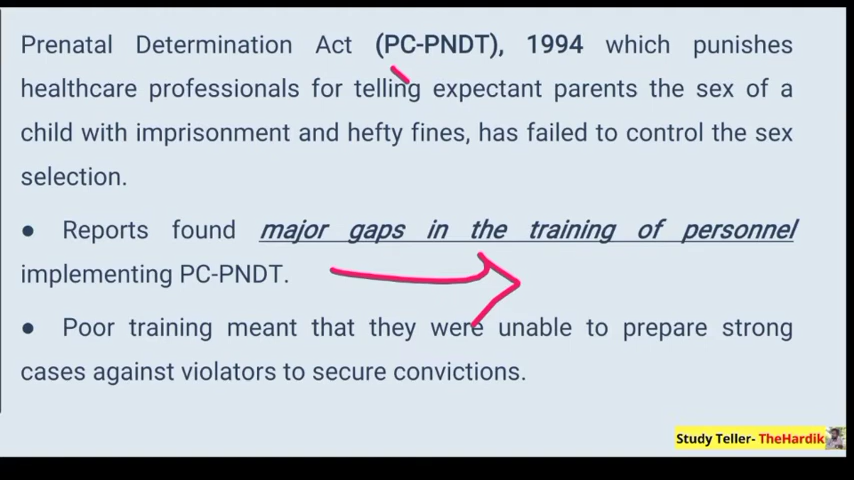 Prenatal Determination Act (PC-PNDT), 1994 which punishes
healthcare professionals for telling expectant parents the sex of a
child with imprisonment and hefty fines, has failed to control the sex
selection.
● Reports found major gaps in the training of personnel
implementing PC-PNDT.
● Poor training meant that they were unable to prepare strong
cases against violators to secure convictions.
Study Teller- TheHardik